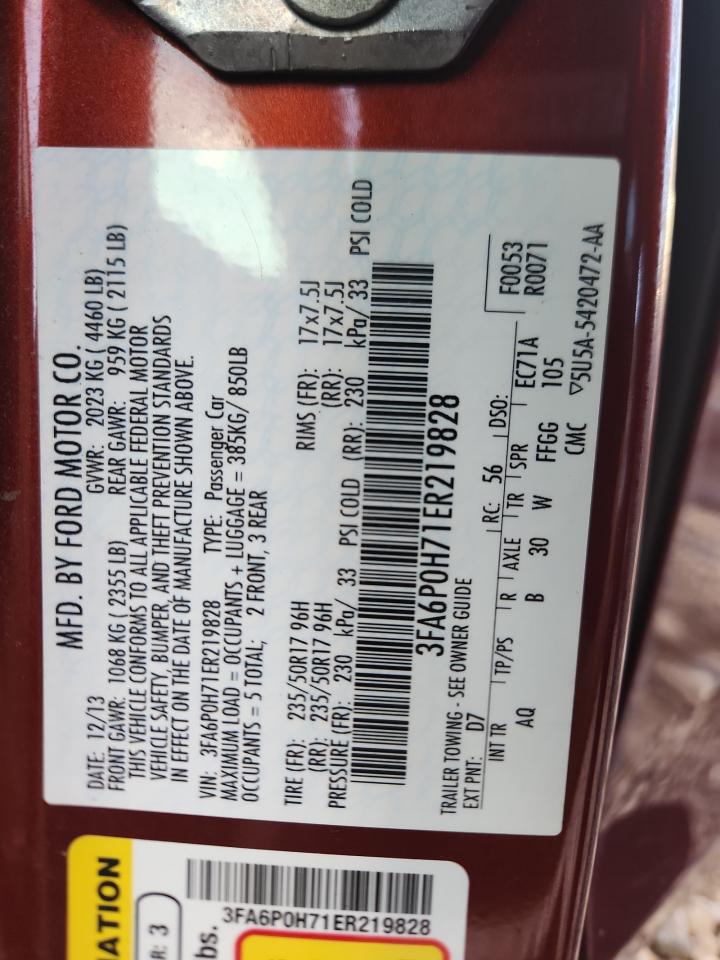 MFD. BY FORD MOTOR CO.
DATE: 12/13 GVWR: 2023 KG ( 4460 LB)
FRONT GAWR: 1068 KG ( 2355 LB) REAR GAWR: 959 KG ( 2115 LB)
THIS VEHICLE CONFORMS TO ALL APPLICABLE FEDERAL MOTOR
VEHICLE SAFETY, BUMPER, AND THEFT PREVENTION STANDARDS
IN EFFECT ON THE DATE OF MANUFACTURE SHOWN ABOVE.
VIN: 3FA6P0H71ER219828 TYPE: Passenger Car
MAXIMUM LOAD = OCCUPANTS + LUGGAGE = 385KG/ 850LB
OCCUPANTS = 5 TOTAL; 2 FRONT, 3 REAR
TIRE (FR): 235/50R17 96H RIMS (FR): 17x7.5J
(RR): 235/50R17 96H (RR): 17x7.5J
PRESSURE (FR): 230 kPa/ 33 PSI COLD (RR): 230 kPa/ 33 PSI COLD
3FA6P0H71ER219828
TRAILER TOWING - SEE OWNER GUIDE
EXT PNT: D7 RC: 56 DSO: F0053
R0071
INT TR TP/PS R AXLE TR SPR EC71A
AQ B 30 W FFGG 105
CMC ▽5U5A-5420472-AA
MATION
R: 3
lbs.
3FA6P0H71ER219828